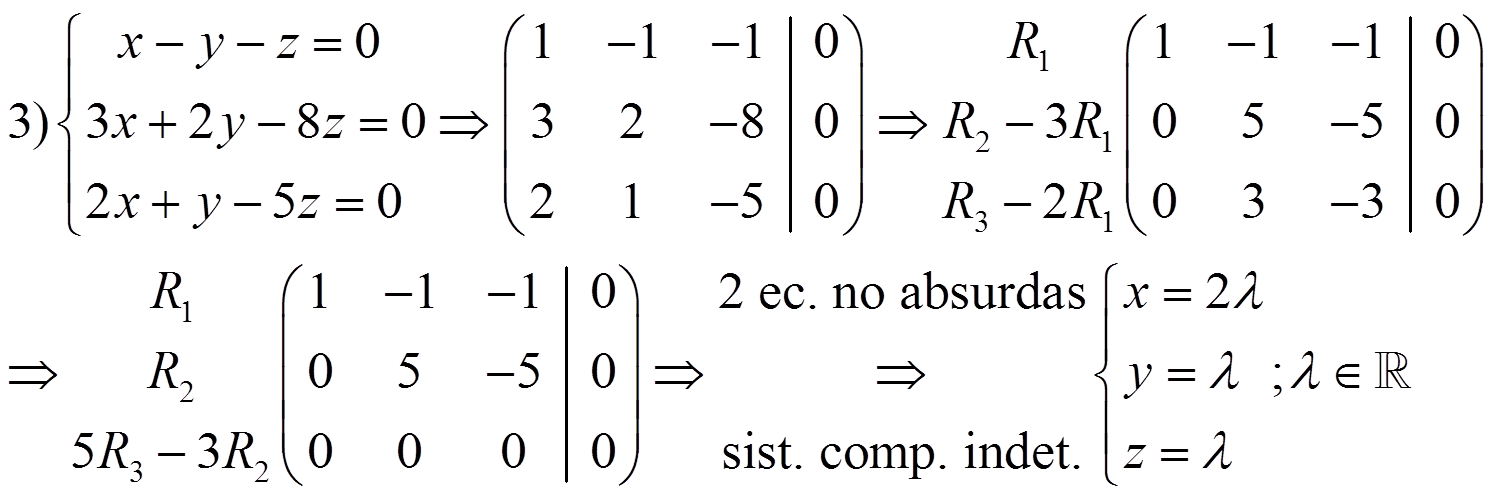 3) { x − y − z = 0 ⇒ ( 1 −1 −1 | 0 ) ⇒ R₁ ( 1 −1 −1 | 0 )
3x + 2y − 8z = 0 ( 3 2 −8 | 0 ) R₂ − 3R₁ ( 0 5 −5 | 0 )
2x + y − 5z = 0 ( 2 1 −5 | 0 ) R₃ − 2R₁ ( 0 3 −3 | 0 )
R₁ ( 1 −1 −1 | 0 ) 2 ec. no absurdas { x = 2λ
⇒ R₂ ( 0 5 −5 | 0 ) ⇒ ⇒ y = λ ; λ ∈ ℝ
5R₃ − 3R₂ ( 0 0 0 | 0 ) sist. comp. indet. z = λ